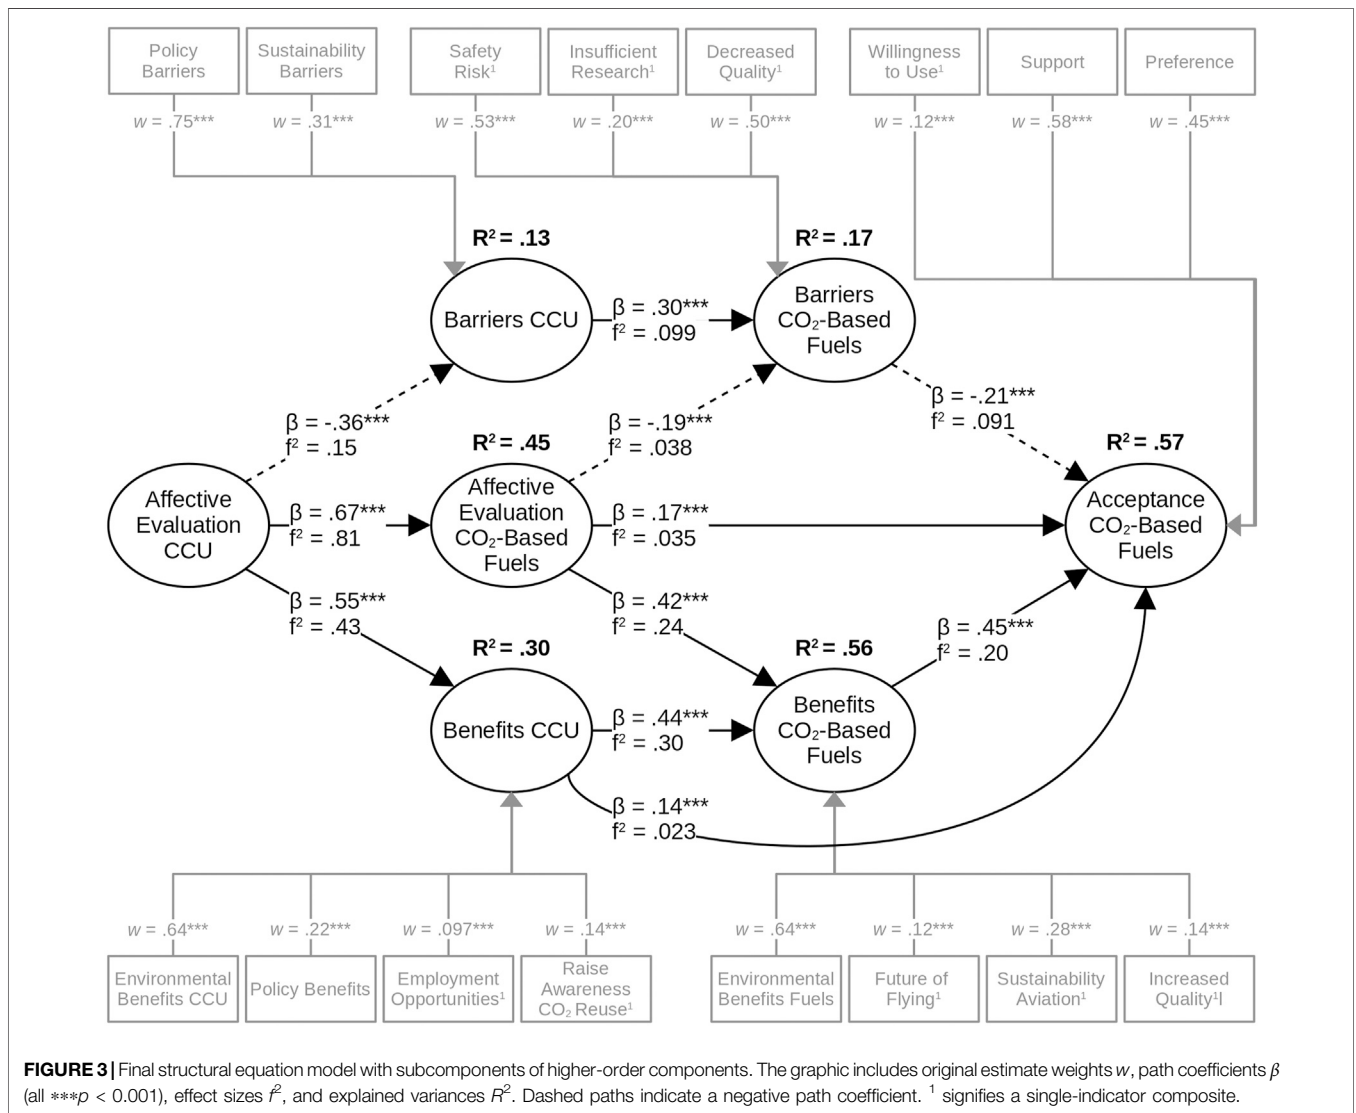 Policy
Barriers
Sustainability
Barriers
Safety
Risk¹
Insufficient
Research¹
Decreased
Quality¹
Willingness
to Use¹
Support
Preference
w = .75***
w = .31***
w = .53***
w = .20***
w = .50***
w = .12***
w = .58***
w = .45***
R² = .13
R² = .17
Barriers CCU
β = .30***
f² = .099
Barriers
CO₂-Based
Fuels
β = -.36***
f² = .15
β = -.19***
f² = .038
β = -.21***
f² = .091
R² = .45
R² = .57
Affective
Evaluation
CCU
β = .67***
f² = .81
Affective
Evaluation
CO₂-Based
Fuels
β = .17***
f² = .035
Acceptance
CO₂-Based
Fuels
β = .55***
f² = .43
β = .42***
f² = .24
β = .45***
f² = .20
R² = .30
R² = .56
Benefits CCU
β = .44***
f² = .30
Benefits
CO₂-Based
Fuels
β = .14***
f² = .023
w = .64***
w = .22***
w = .097***
w = .14***
w = .64***
w = .12***
w = .28***
w = .14***
Environmental
Benefits CCU
Policy Benefits
Employment
Opportunities¹
Raise
Awareness
CO₂ Reuse¹
Environmental
Benefits Fuels
Future of
Flying¹
Sustainability
Aviation¹
Increased
Quality¹l
FIGURE 3 | Final structural equation model with subcomponents of higher-order components. The graphic includes original estimate weights w, path coefficients β
(all ∗∗∗p < 0.001), effect sizes f², and explained variances R². Dashed paths indicate a negative path coefficient. ¹ signifies a single-indicator composite.